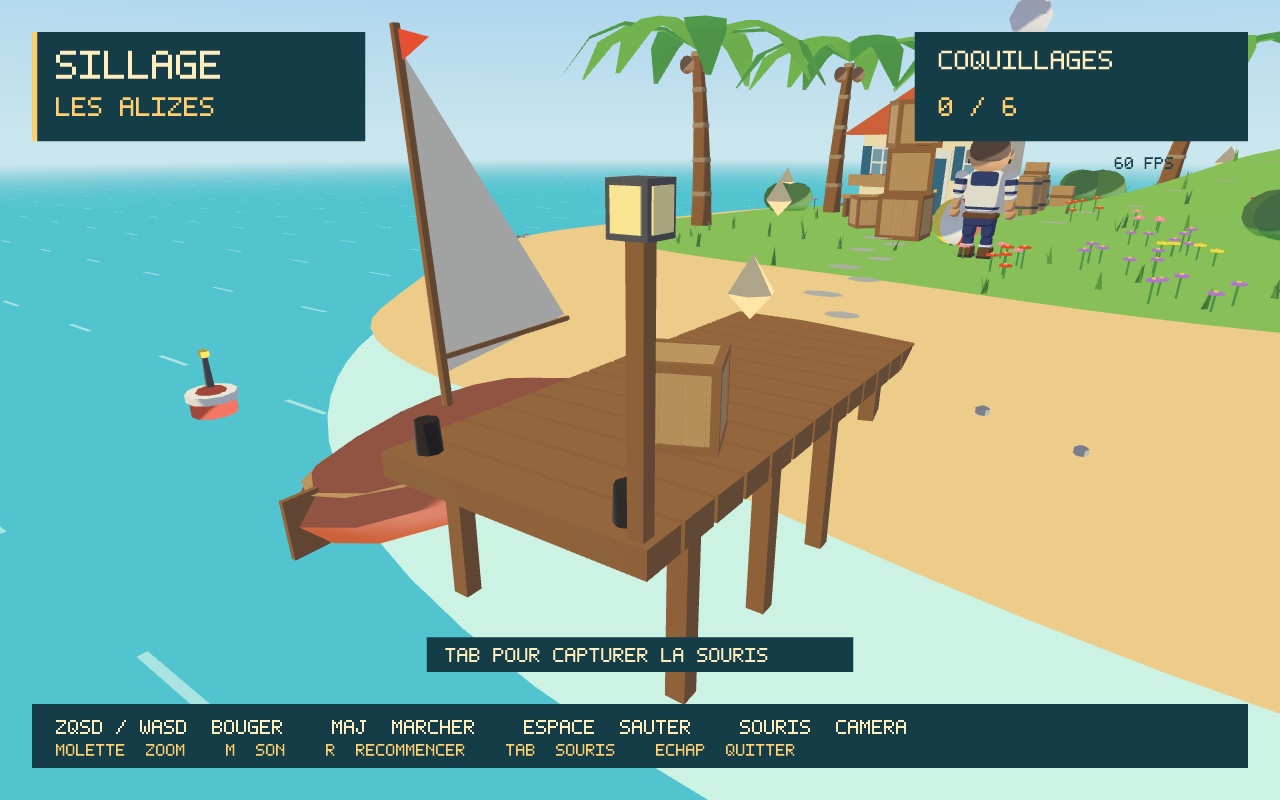 SILLAGE
LES ALIZES
COQUILLAGES
0 / 6
60 FPS
TAB POUR CAPTURER LA SOURIS
ZQSD / WASD BOUGER MAJ MARCHER ESPACE SAUTER SOURIS CAMERA
MOLETTE ZOOM M SON R RECOMMENCER TAB SOURIS ECHAP QUITTER